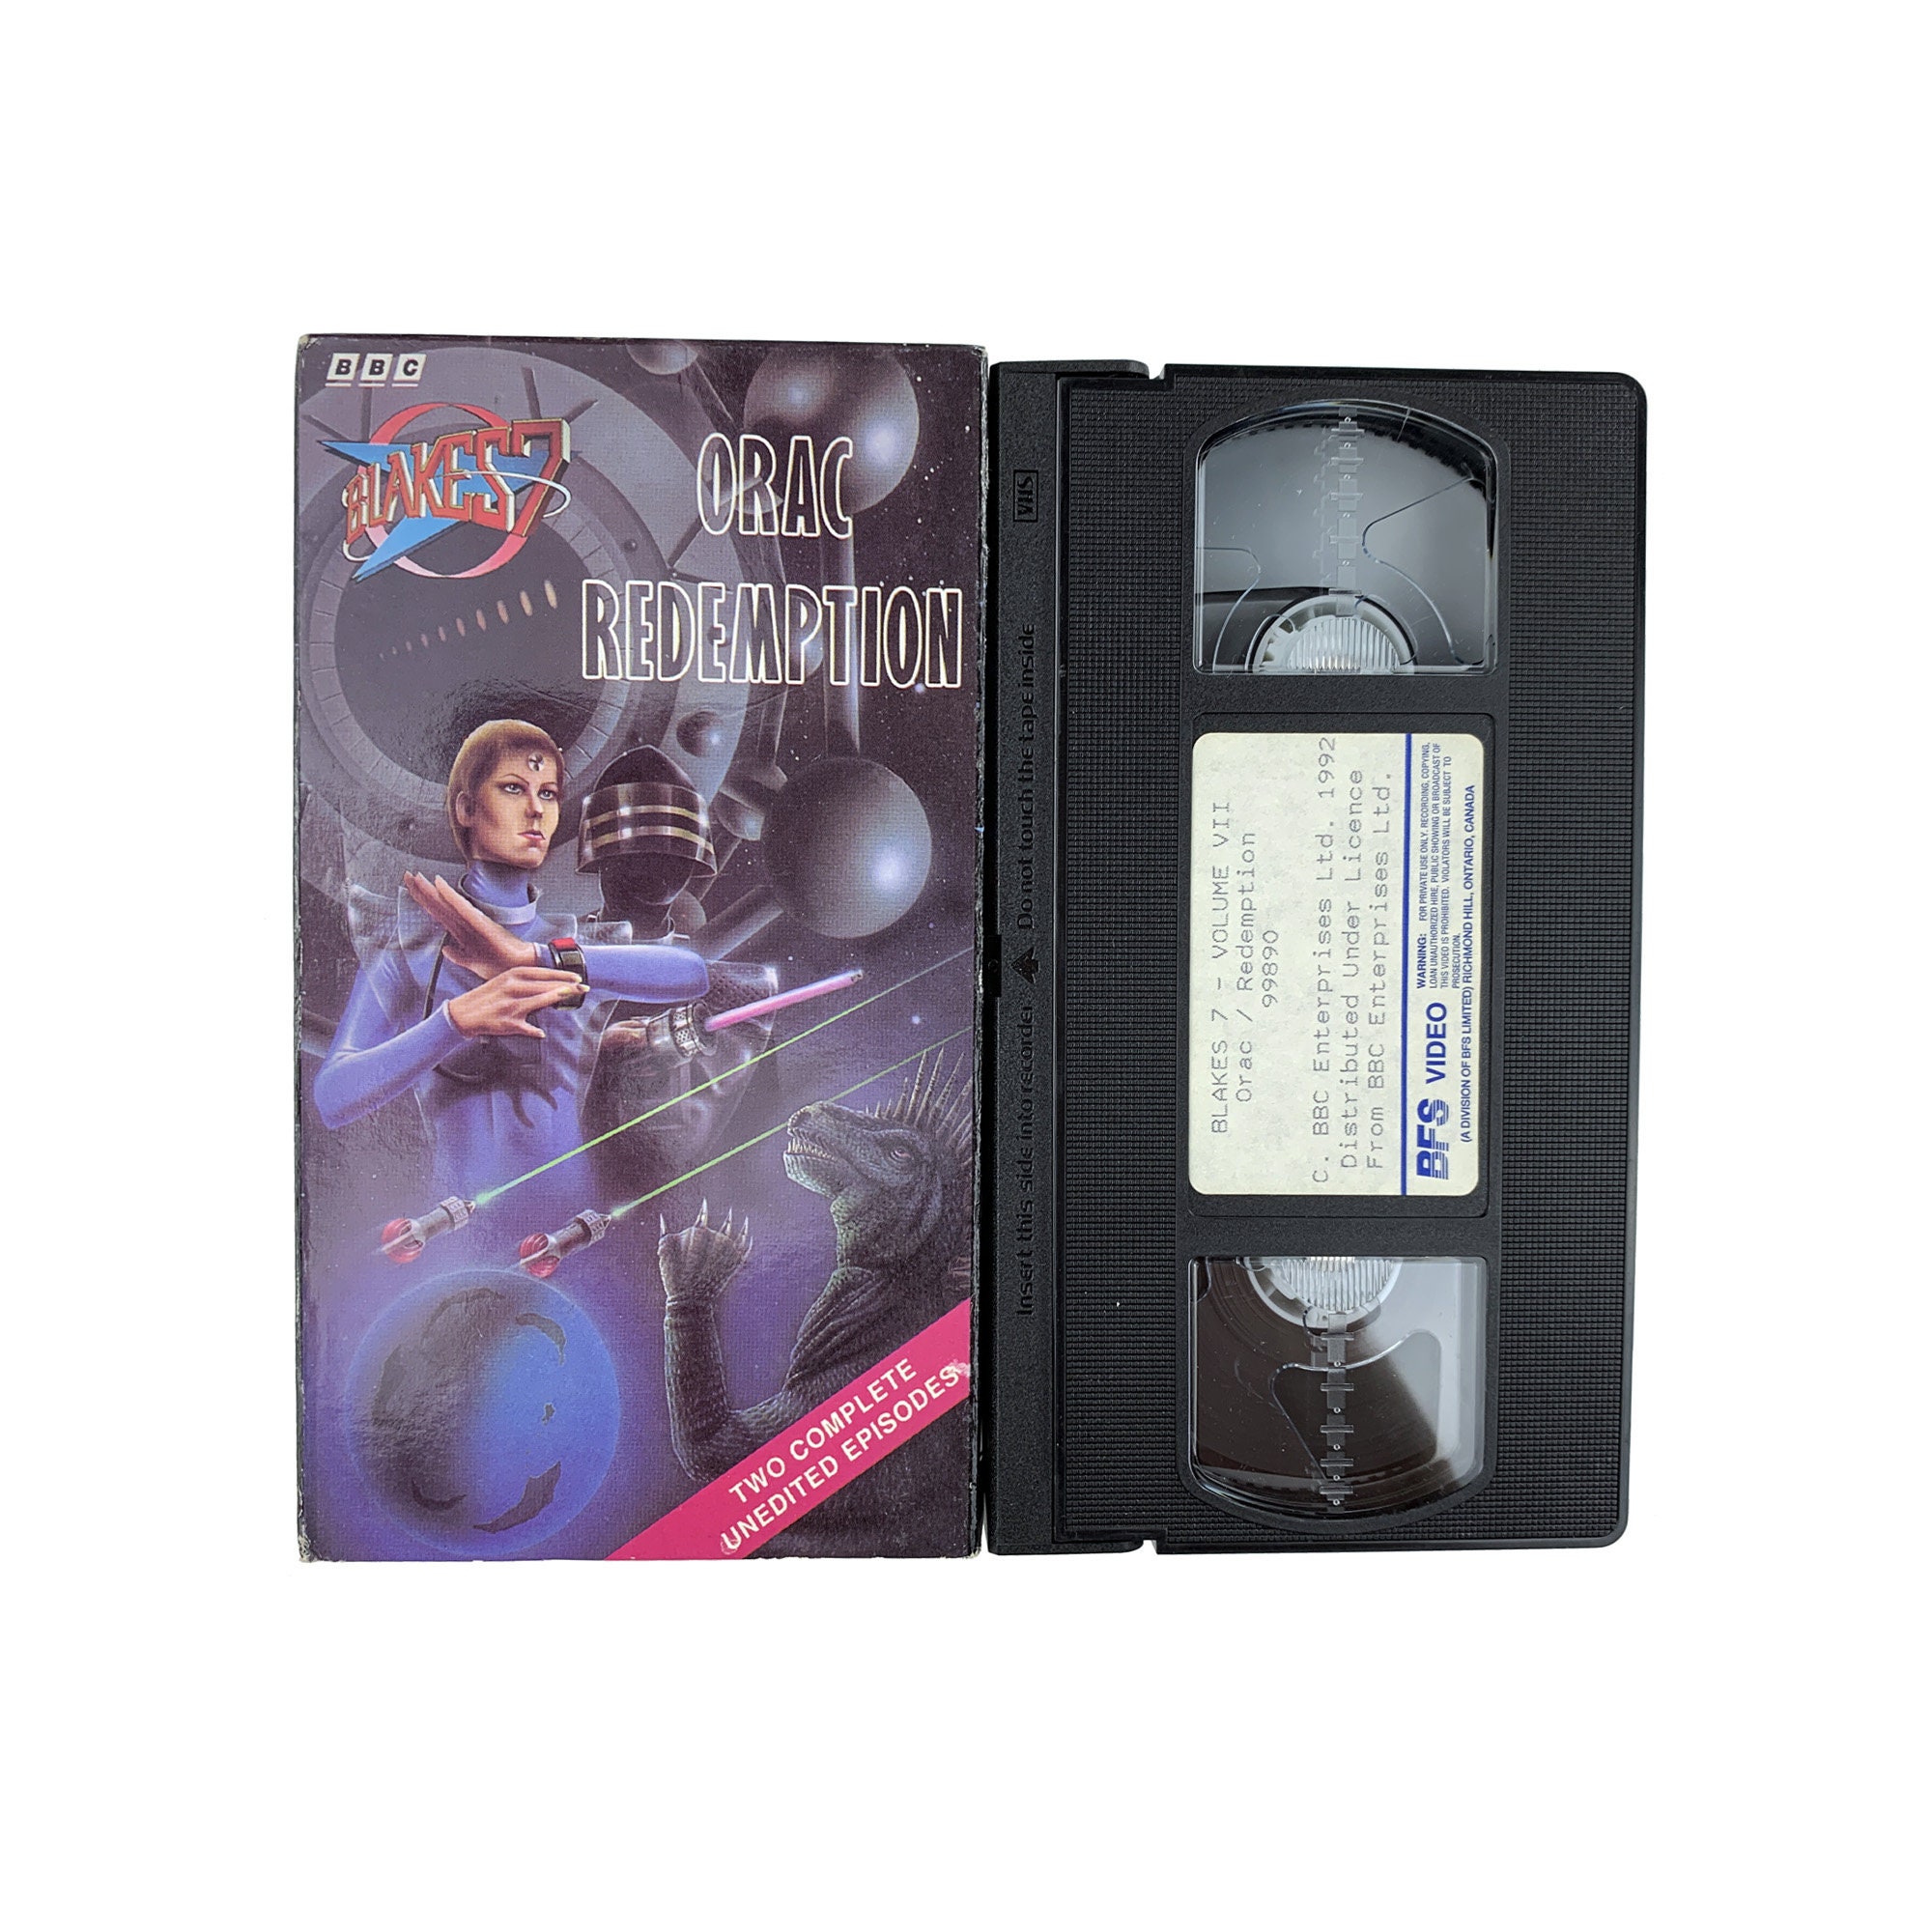 BBC
BLAKES 7
ORAC
REDEMPTION
TWO COMPLETE
UNEDITED EPISODES
VHS
Insert this side into recorder Do not touch the tape inside
BLAKES 7 - VOLUME VII
Orac / Redemption
99890
C. BBC Enterprises Ltd. 1992
Distributed Under Licence
From BBC Enterprises Ltd.
BFS VIDEO
WARNING: FOR PRIVATE USE ONLY, RECORDING, COPYING,
LOAN UNAUTHORIZED HIRE, PUBLIC SHOWING OR BROADCAST OF
THIS VIDEO IS PROHIBITED. VIOLATORS WILL BE SUBJECT TO
PROSECUTION.
(A DIVISION OF BFS LIMITED) RICHMOND HILL, ONTARIO, CANADA